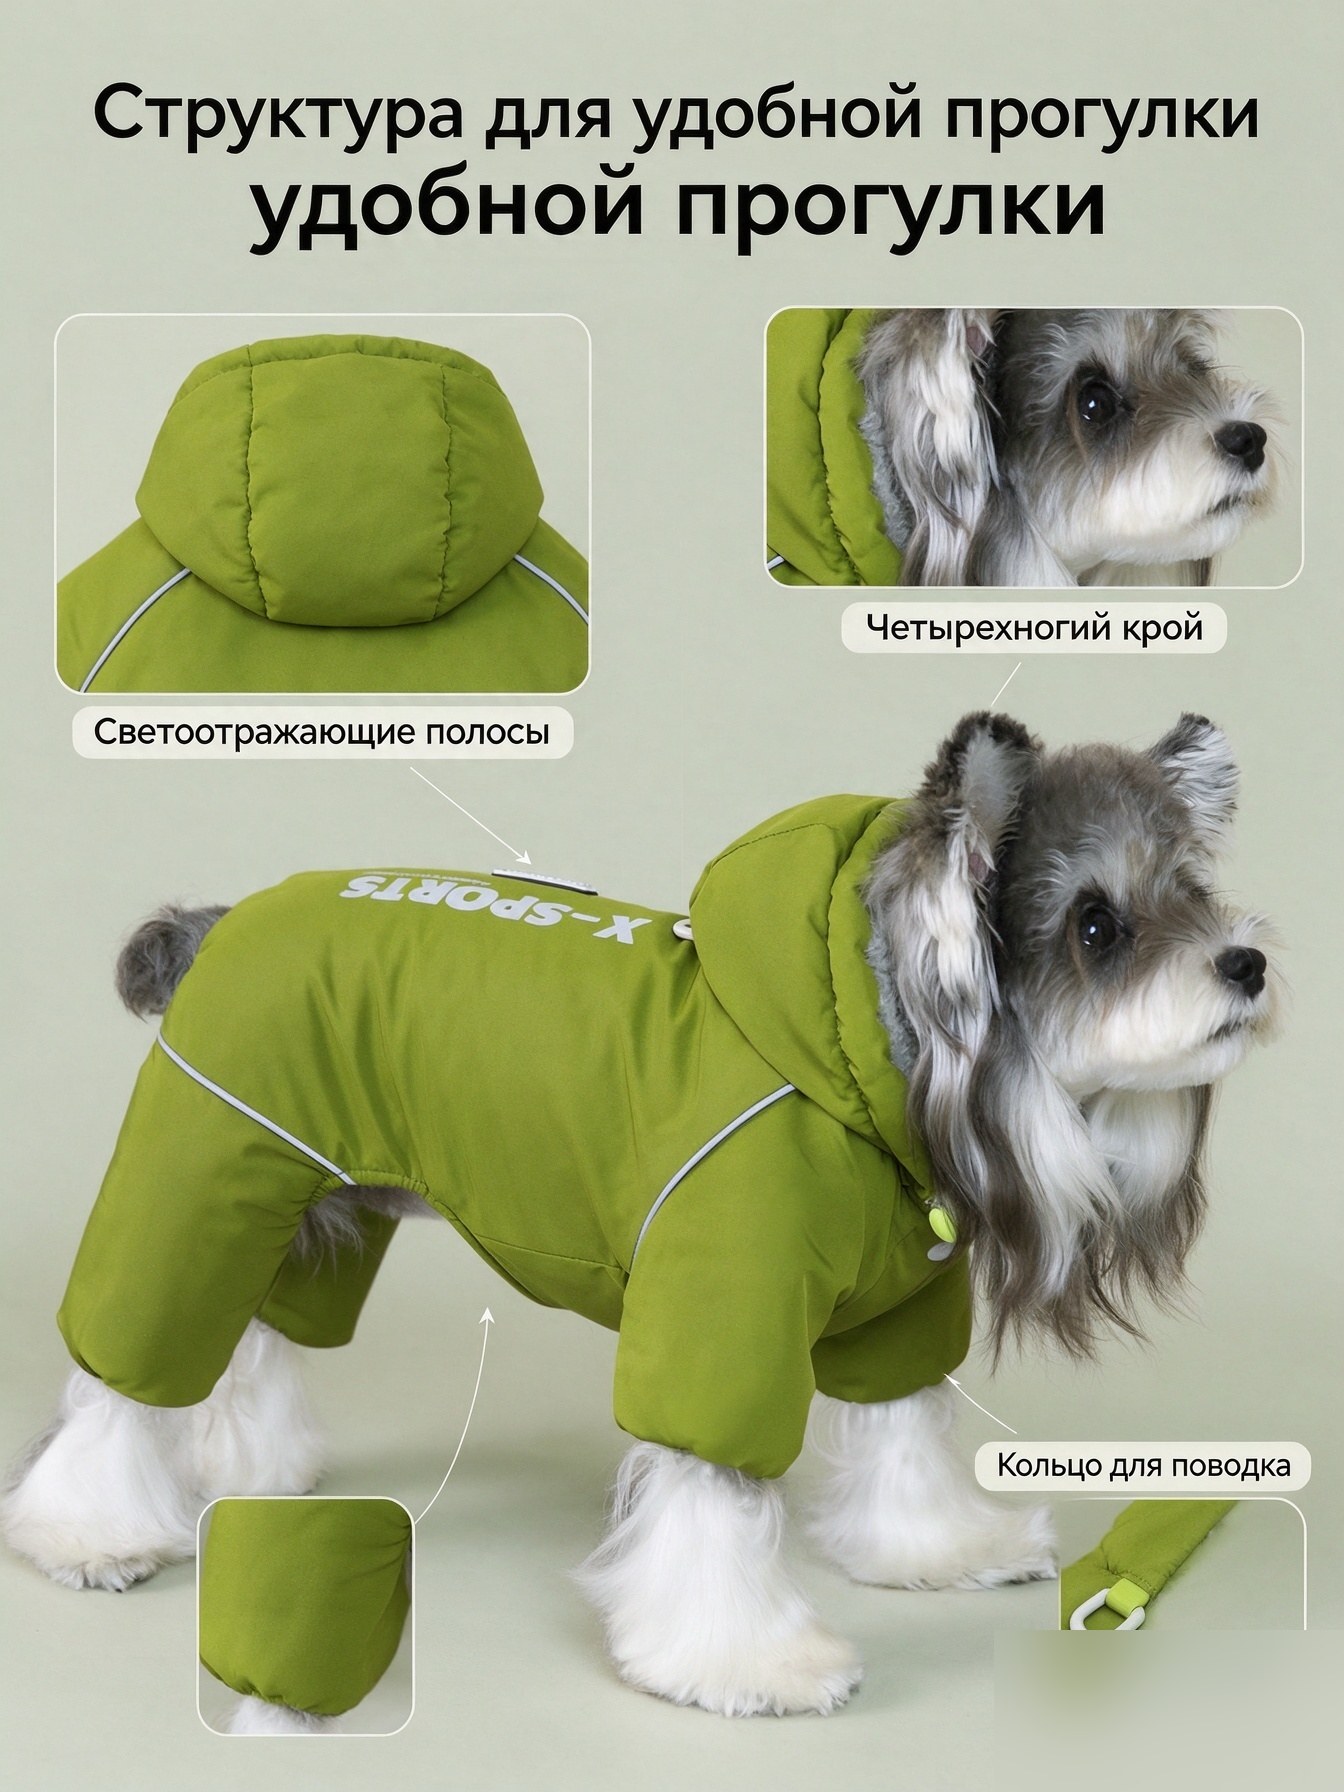 Структура для удобной прогулки
удобной прогулки
Четырехногий крой
Светоотражающие полосы
X-SPORTS
Кольцо для поводка